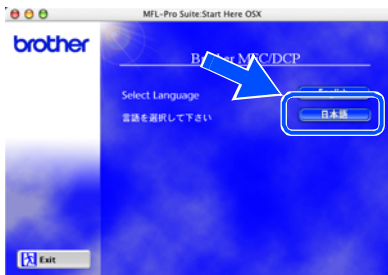 MFL-Pro Suite:Start Here OSX
brother
Brother MFC/DCP
Select Language
言語を選択して下さい
日本語
Exit